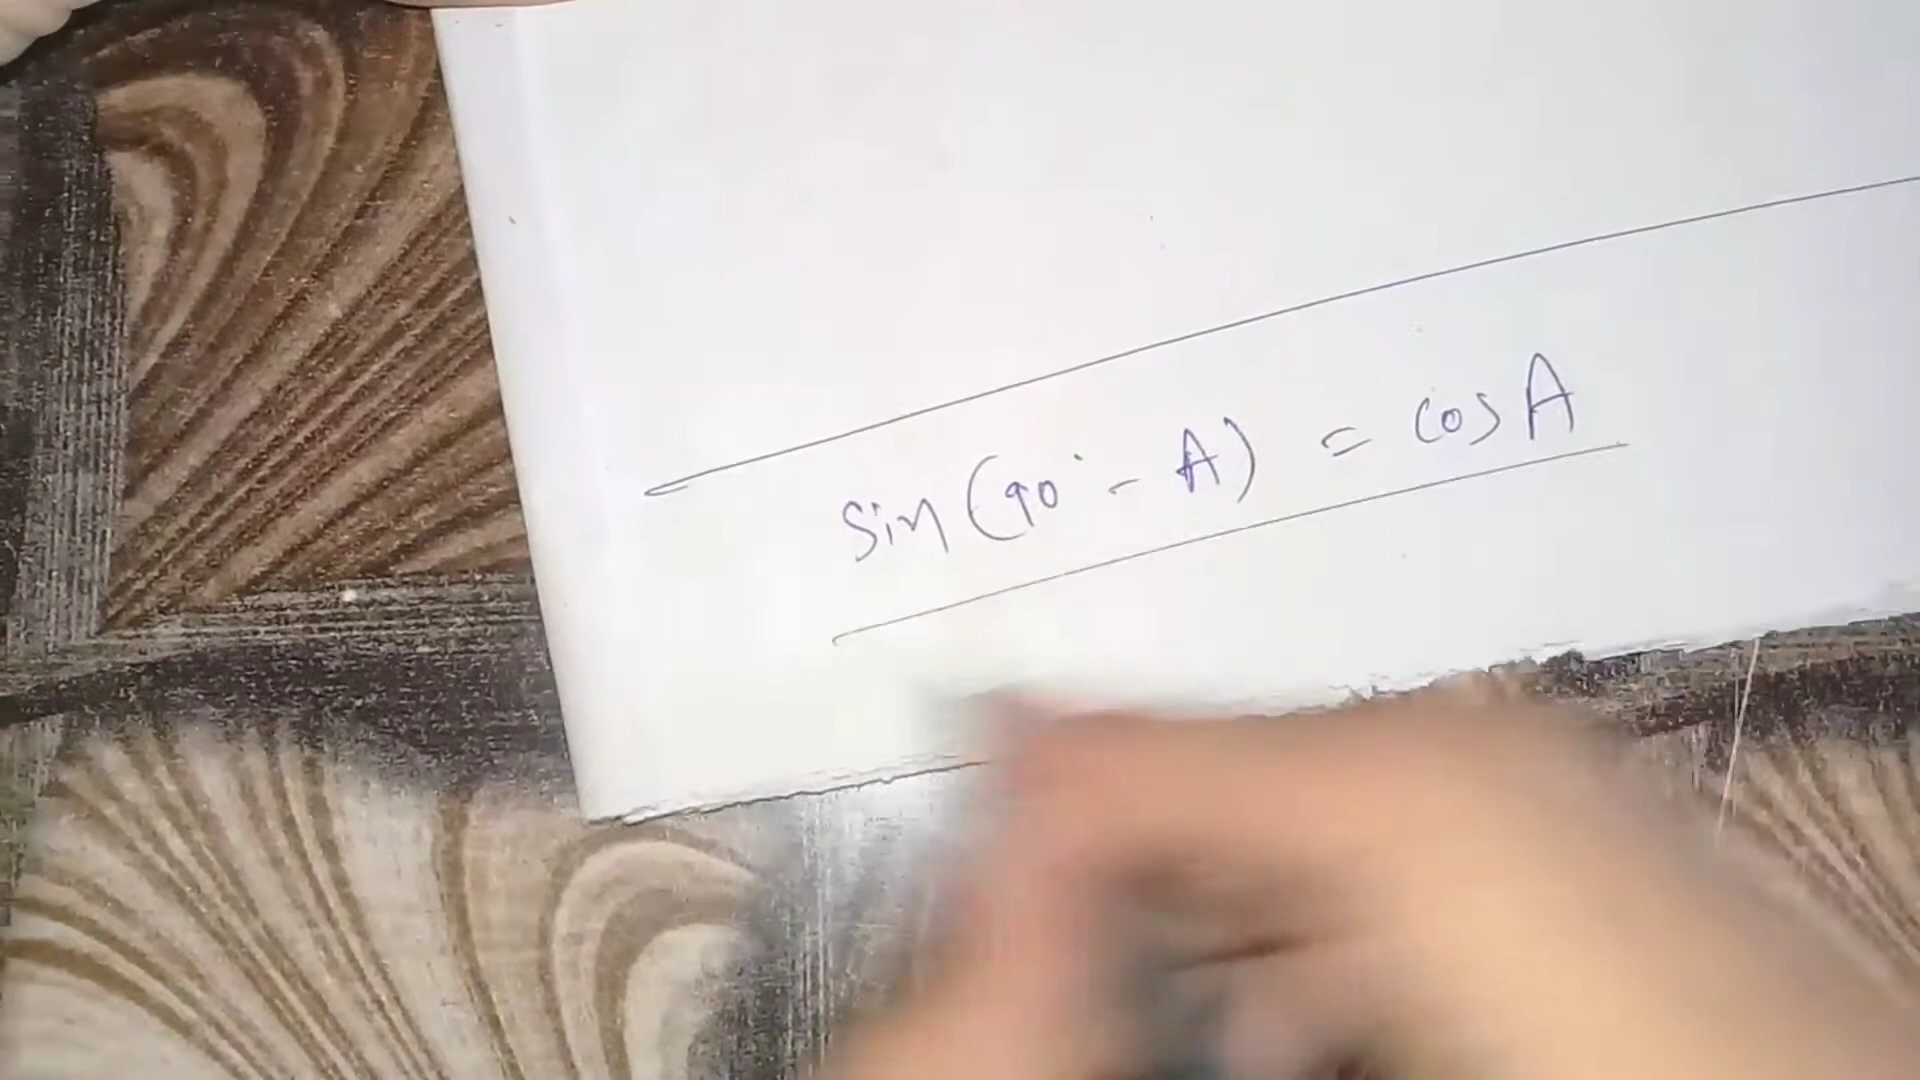 sin (90° - A) = cos A